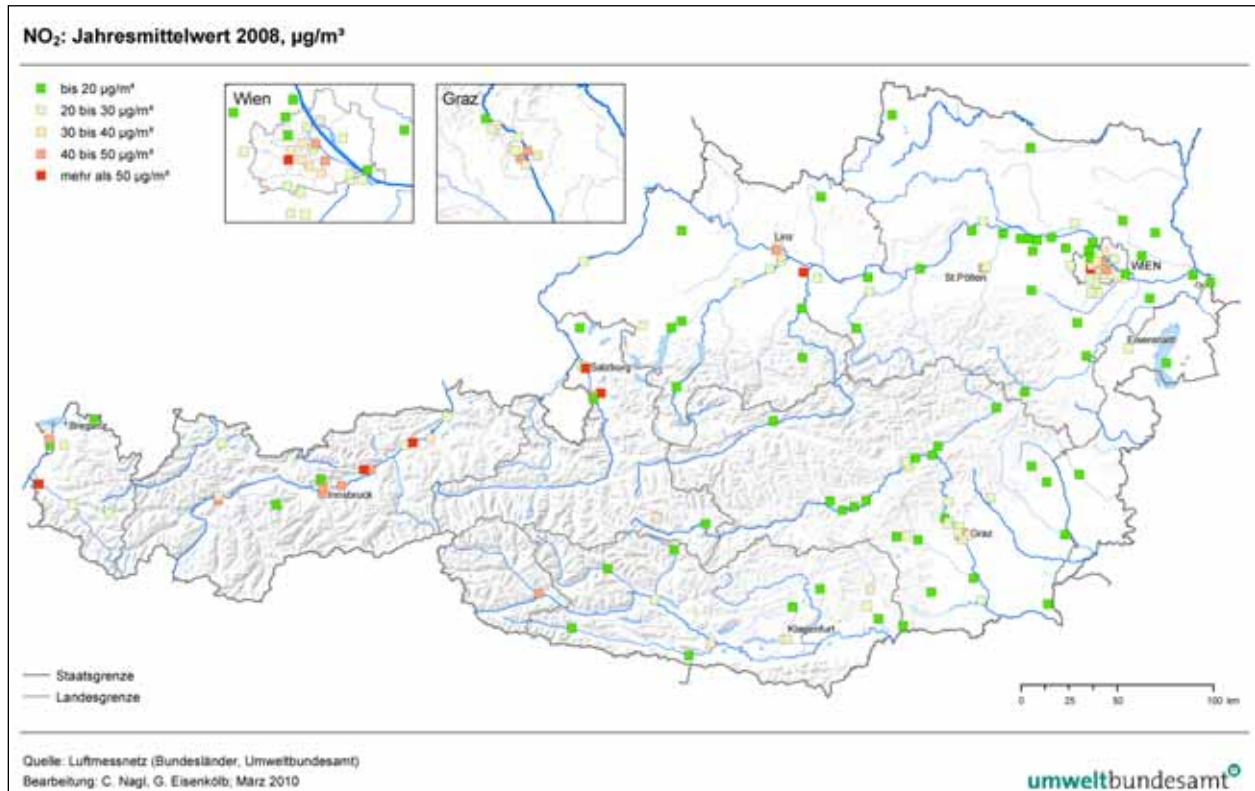 NO₂: Jahresmittelwert 2008, µg/m³
bis 20 µg/m³
20 bis 30 µg/m³
30 bis 40 µg/m³
40 bis 50 µg/m³
mehr als 50 µg/m³
Wien
Graz
Linz
St.Pölten
WIEN
Eisenstadt
Salzburg
Bregenz
Innsbruck
Graz
Klagenfurt
Staatsgrenze
Landesgrenze
0 25 50 100 km
Quelle: Luftmessnetz (Bundesländer, Umweltbundesamt)
Bearbeitung: C. Nagl, G. Eisenkölb; März 2010
umweltbundesamt